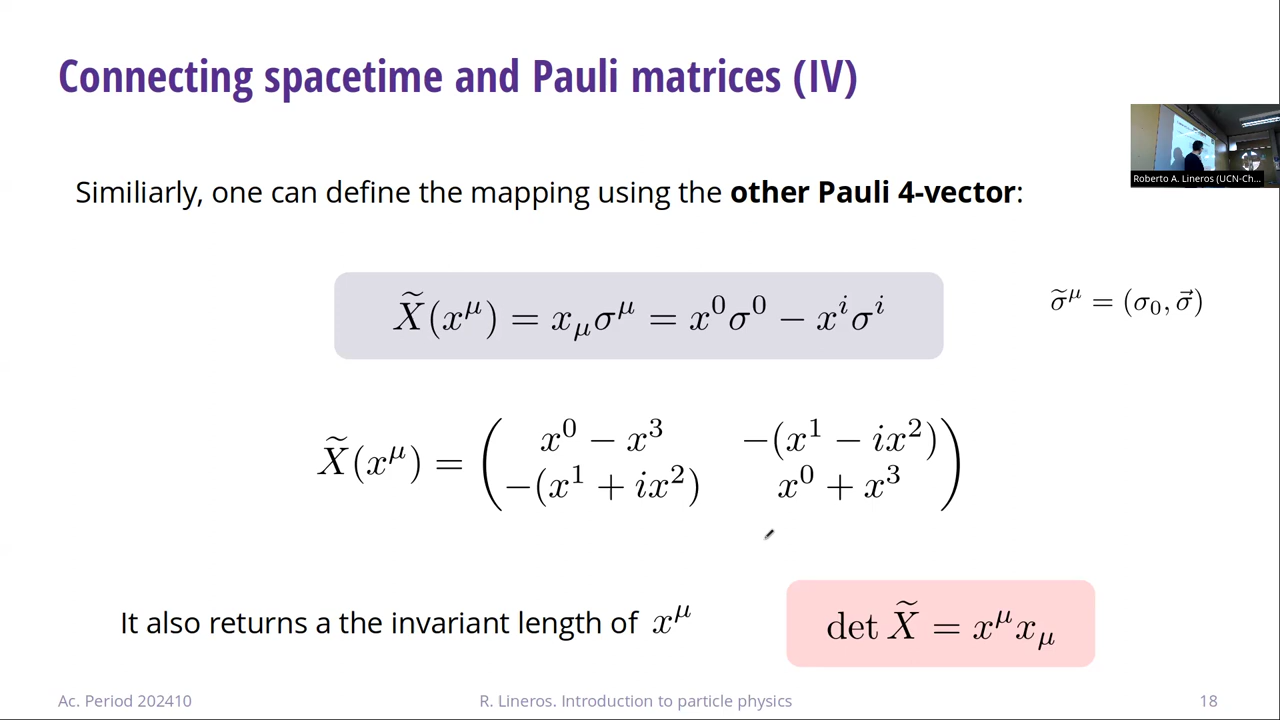 Connecting spacetime and Pauli matrices (IV)
Roberto A. Lineros (UCN-Ch...
Similiarly, one can define the mapping using the other Pauli 4-vector:
X̃(x^μ) = x_μσ^μ = x^0σ^0 − x^iσ^i
σ̃^μ = (σ_0, σ⃗)
X̃(x^μ) = ( x^0 − x^3   −(x^1 − ix^2) )
( −(x^1 + ix^2)   x^0 + x^3 )
It also returns a the invariant length of x^μ
det X̃ = x^μx_μ
Ac. Period 202410
R. Lineros. Introduction to particle physics
18